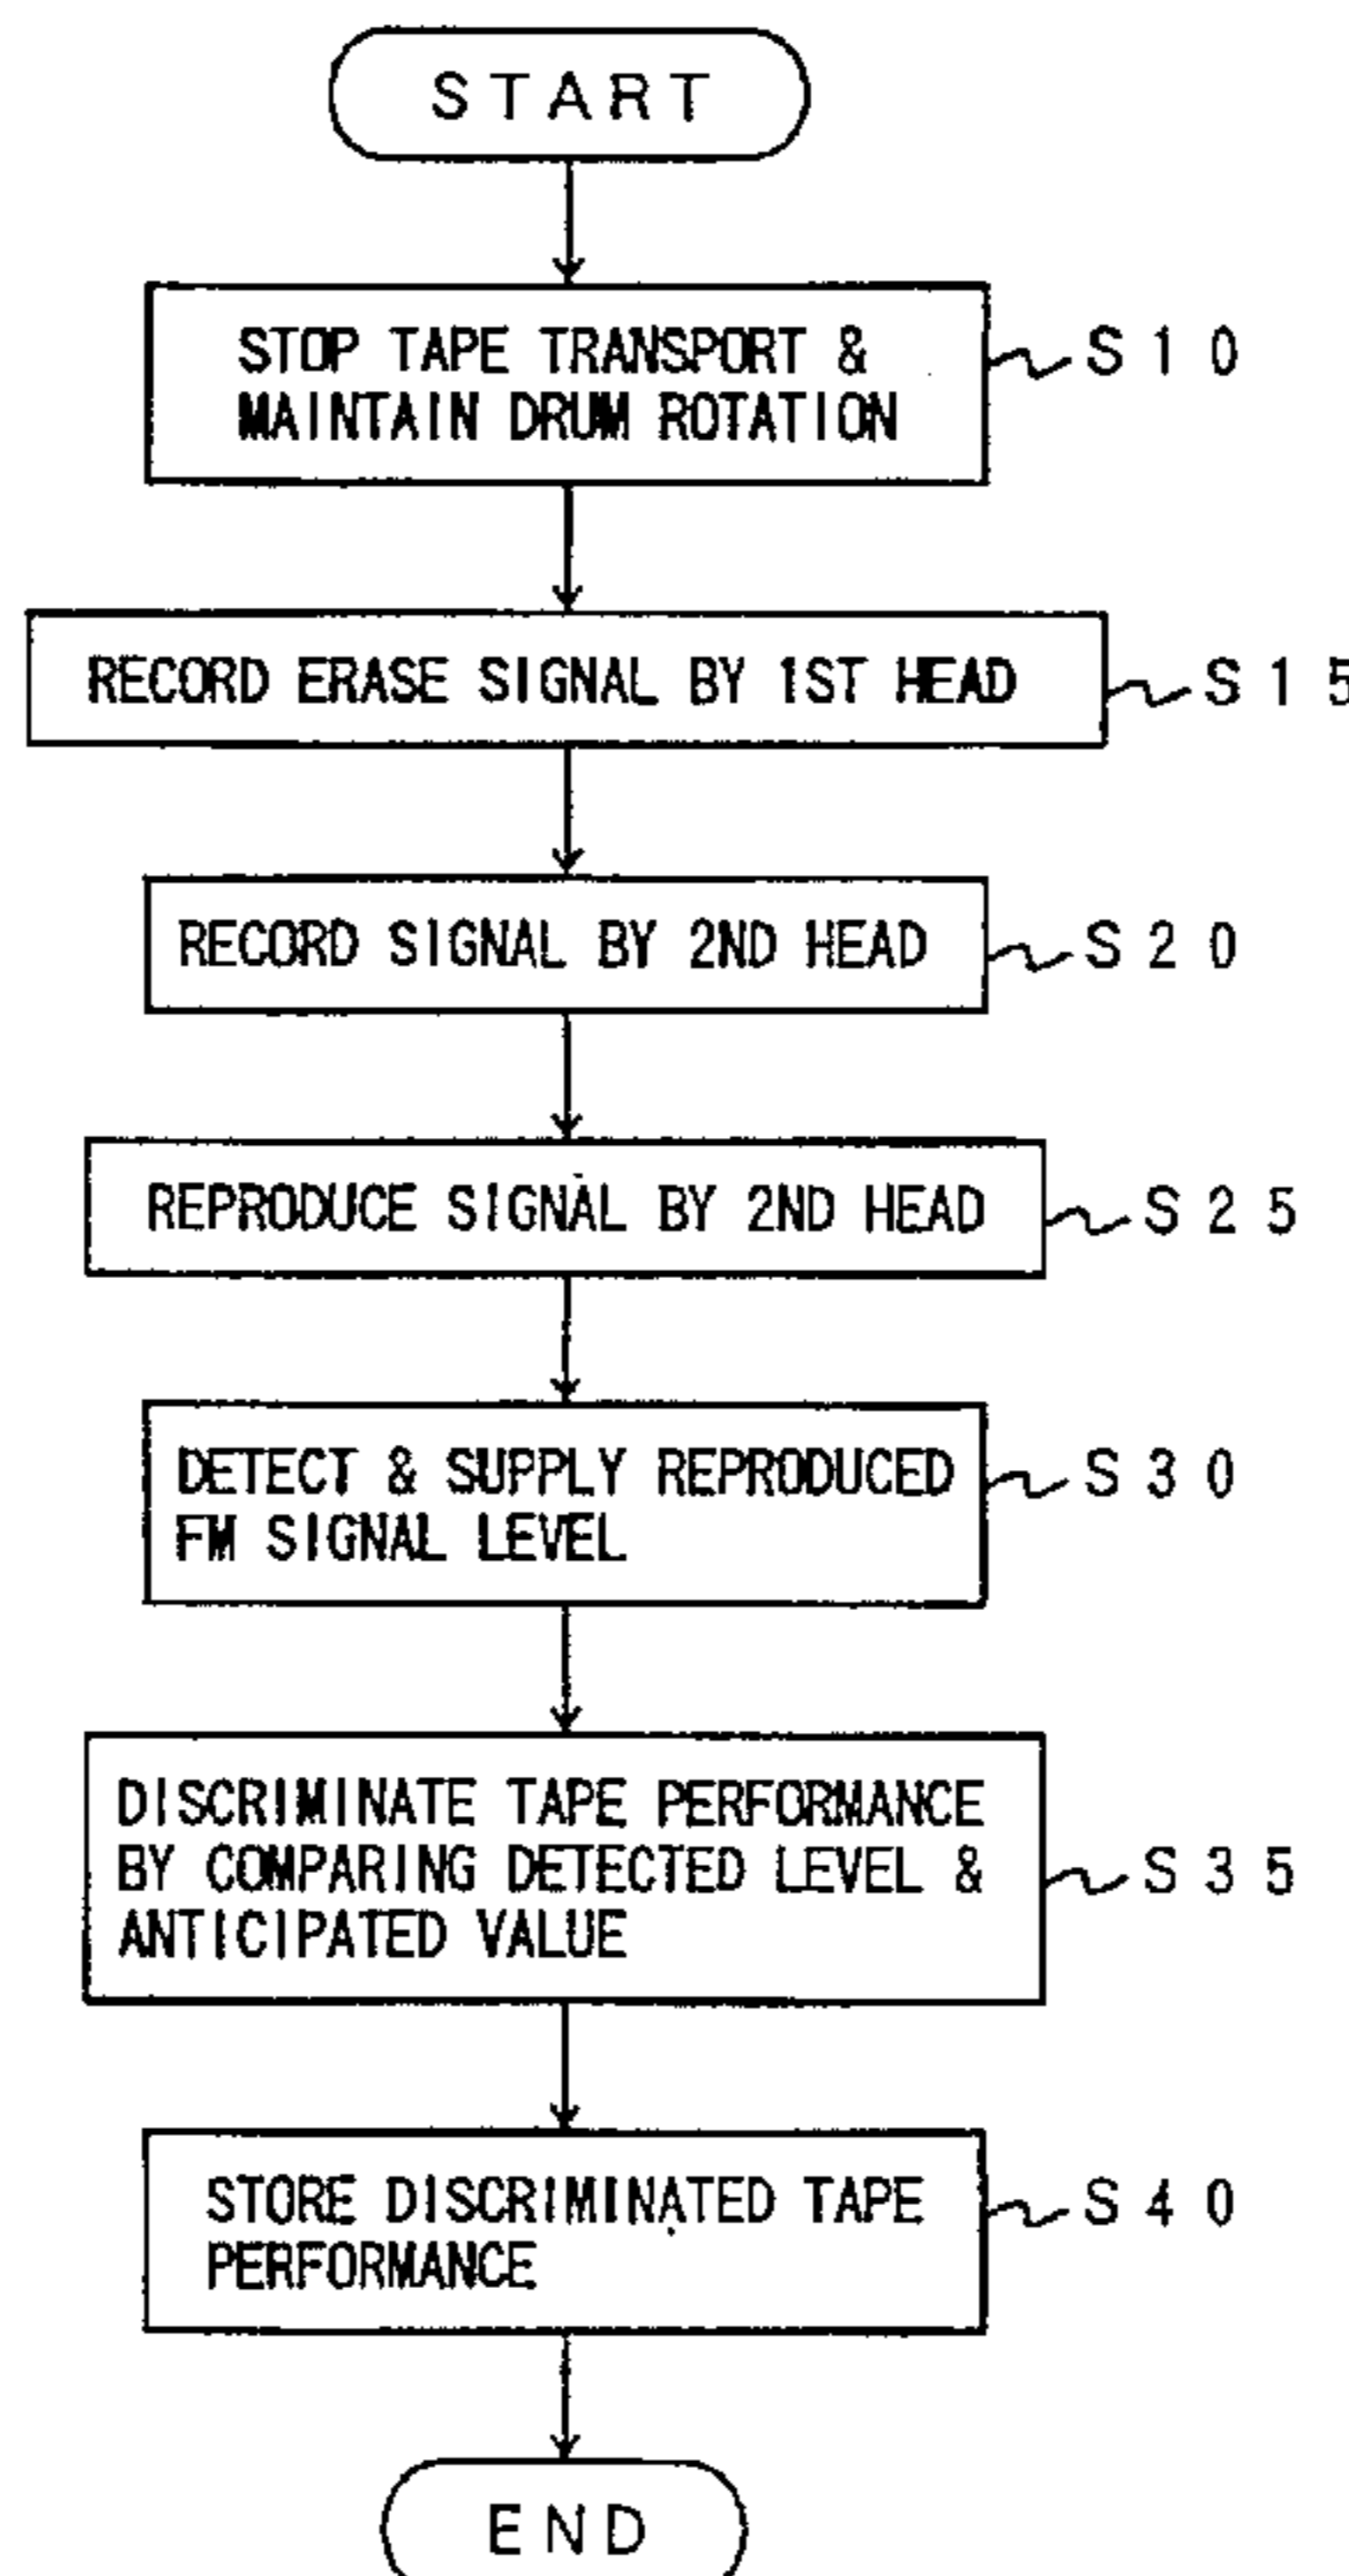 START
STOP TAPE TRANSPORT &
MAINTAIN DRUM ROTATION
S10
RECORD ERASE SIGNAL BY 1ST HEAD
S15
RECORD SIGNAL BY 2ND HEAD
S20
REPRODUCE SIGNAL BY 2ND HEAD
S25
DETECT & SUPPLY REPRODUCED
FM SIGNAL LEVEL
S30
DISCRIMINATE TAPE PERFORMANCE
BY COMPARING DETECTED LEVEL &
ANTICIPATED VALUE
S35
STORE DISCRIMINATED TAPE
PERFORMANCE
S40
END